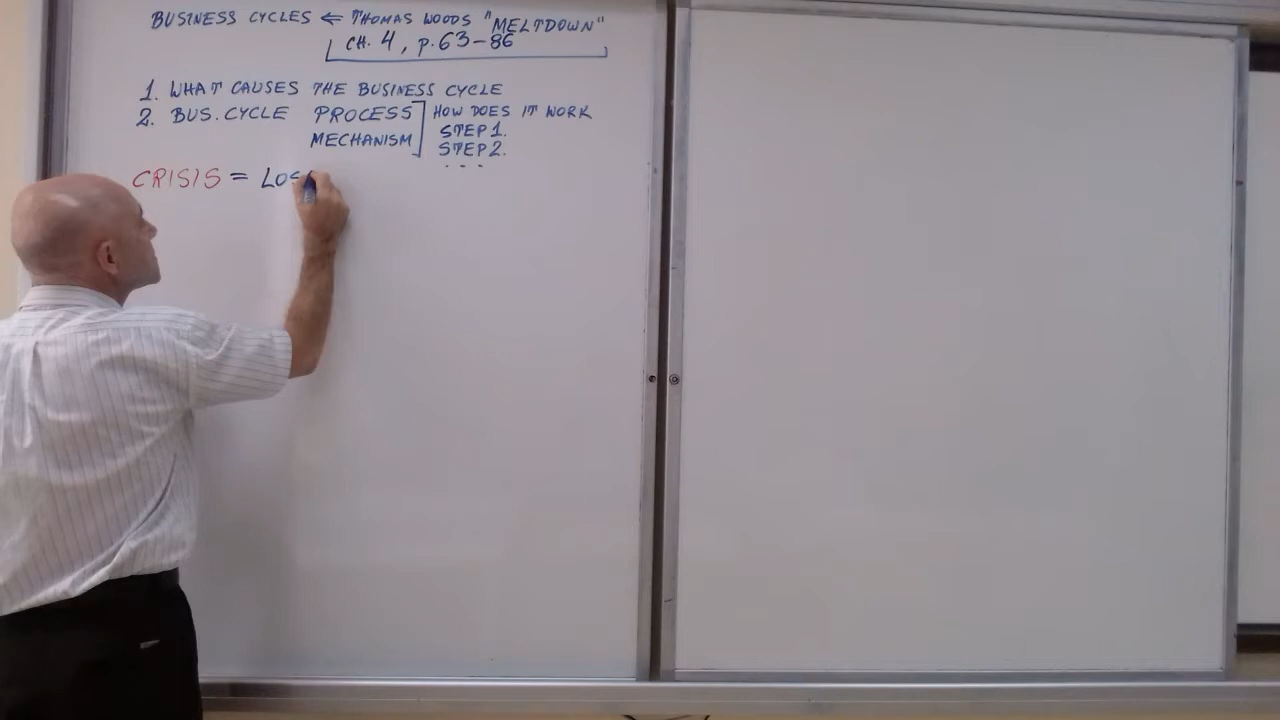 BUSINESS CYCLES ⇐ THOMAS WOODS "MELTDOWN"
CH. 4, p. 63-86
1. WHAT CAUSES THE BUSINESS CYCLE
2. BUS. CYCLE PROCESS HOW DOES IT WORK
MECHANISM STEP 1.
STEP 2.
...
CRISIS = LOS